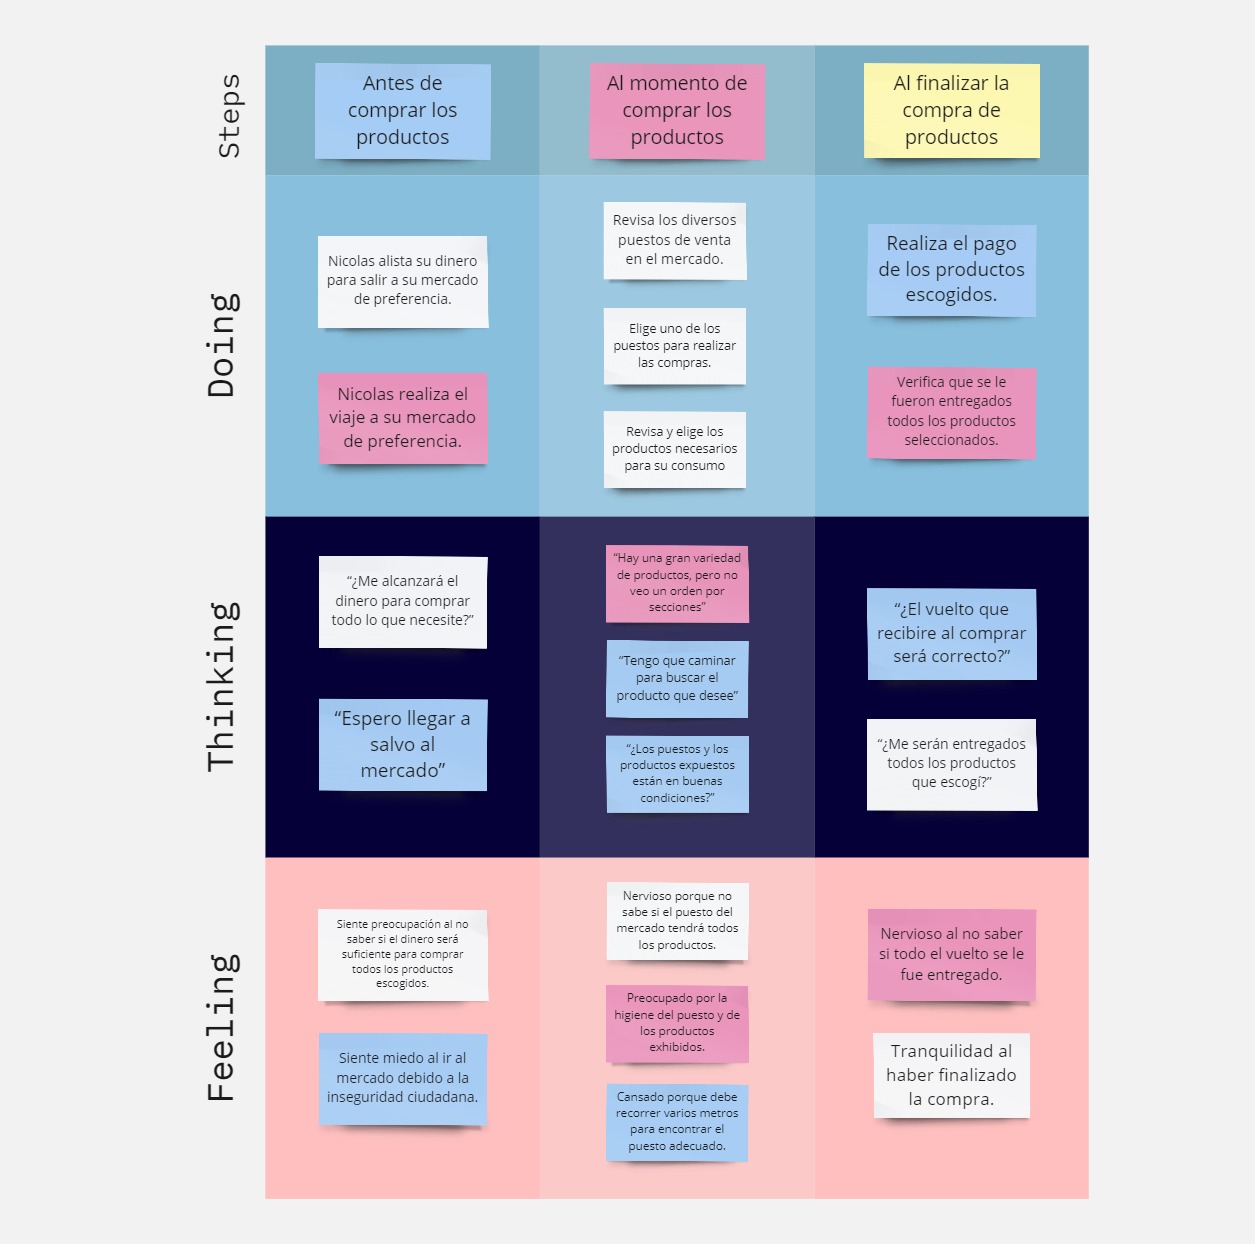 Steps
Antes de
comprar los
productos
Al momento de
comprar los
productos
Al finalizar la
compra de
productos
Doing
Nicolas alista su dinero
para salir a su mercado
de preferencia.
Nicolas realiza el
viaje a su mercado
de preferencia.
Revisa los diversos
puestos de venta
en el mercado.
Elige uno de los
puestos para realizar
las compras.
Revisa y elige los
productos necesarios
para su consumo
Realiza el pago
de los productos
escogidos.
Verifica que se le
fueron entregados
todos los productos
seleccionados.
Thinking
“¿Me alcanzará el
dinero para comprar
todo lo que necesite?”
“Espero llegar a
salvo al
mercado”
“Hay una gran variedad
de productos, pero no
veo un orden por
secciones”
“Tengo que caminar
para buscar el
producto que desee”
“¿Los puestos y los
productos expuestos
están en buenas
condiciones?”
“¿El vuelto que
recibire al comprar
será correcto?”
“¿Me serán entregados
todos los productos
que escogí?”
Feeling
Siente preocupación al no
saber si el dinero será
suficiente para comprar
todos los productos
escogidos.
Siente miedo al ir al
mercado debido a la
inseguridad ciudadana.
Nervioso porque no
sabe si el puesto del
mercado tendrá todos
los productos.
Preocupado por la
higiene del puesto y de
los productos
exhibidos.
Cansado porque debe
recorrer varios metros
para encontrar el
puesto adecuado.
Nervioso al no saber
si todo el vuelto se le
fue entregado.
Tranquilidad al
haber finalizado
la compra.